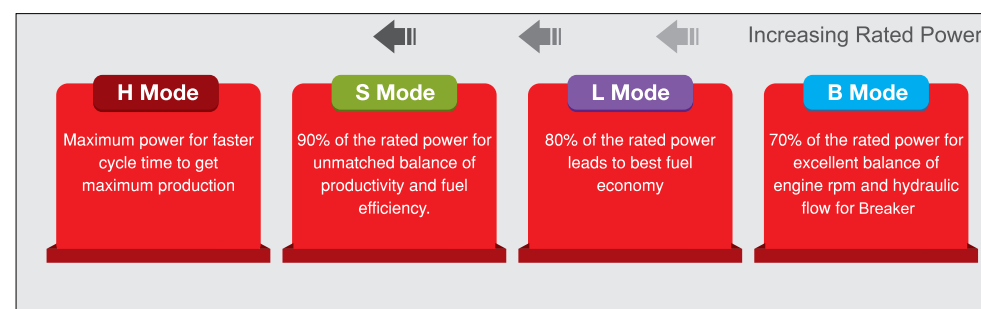 Increasing Rated Power
H Mode
Maximum power for faster
cycle time to get
maximum production
S Mode
90% of the rated power for
unmatched balance of
productivity and fuel
efficiency.
L Mode
80% of the rated power
leads to best fuel
economy
B Mode
70% of the rated power for
excellent balance of
engine rpm and hydraulic
flow for Breaker